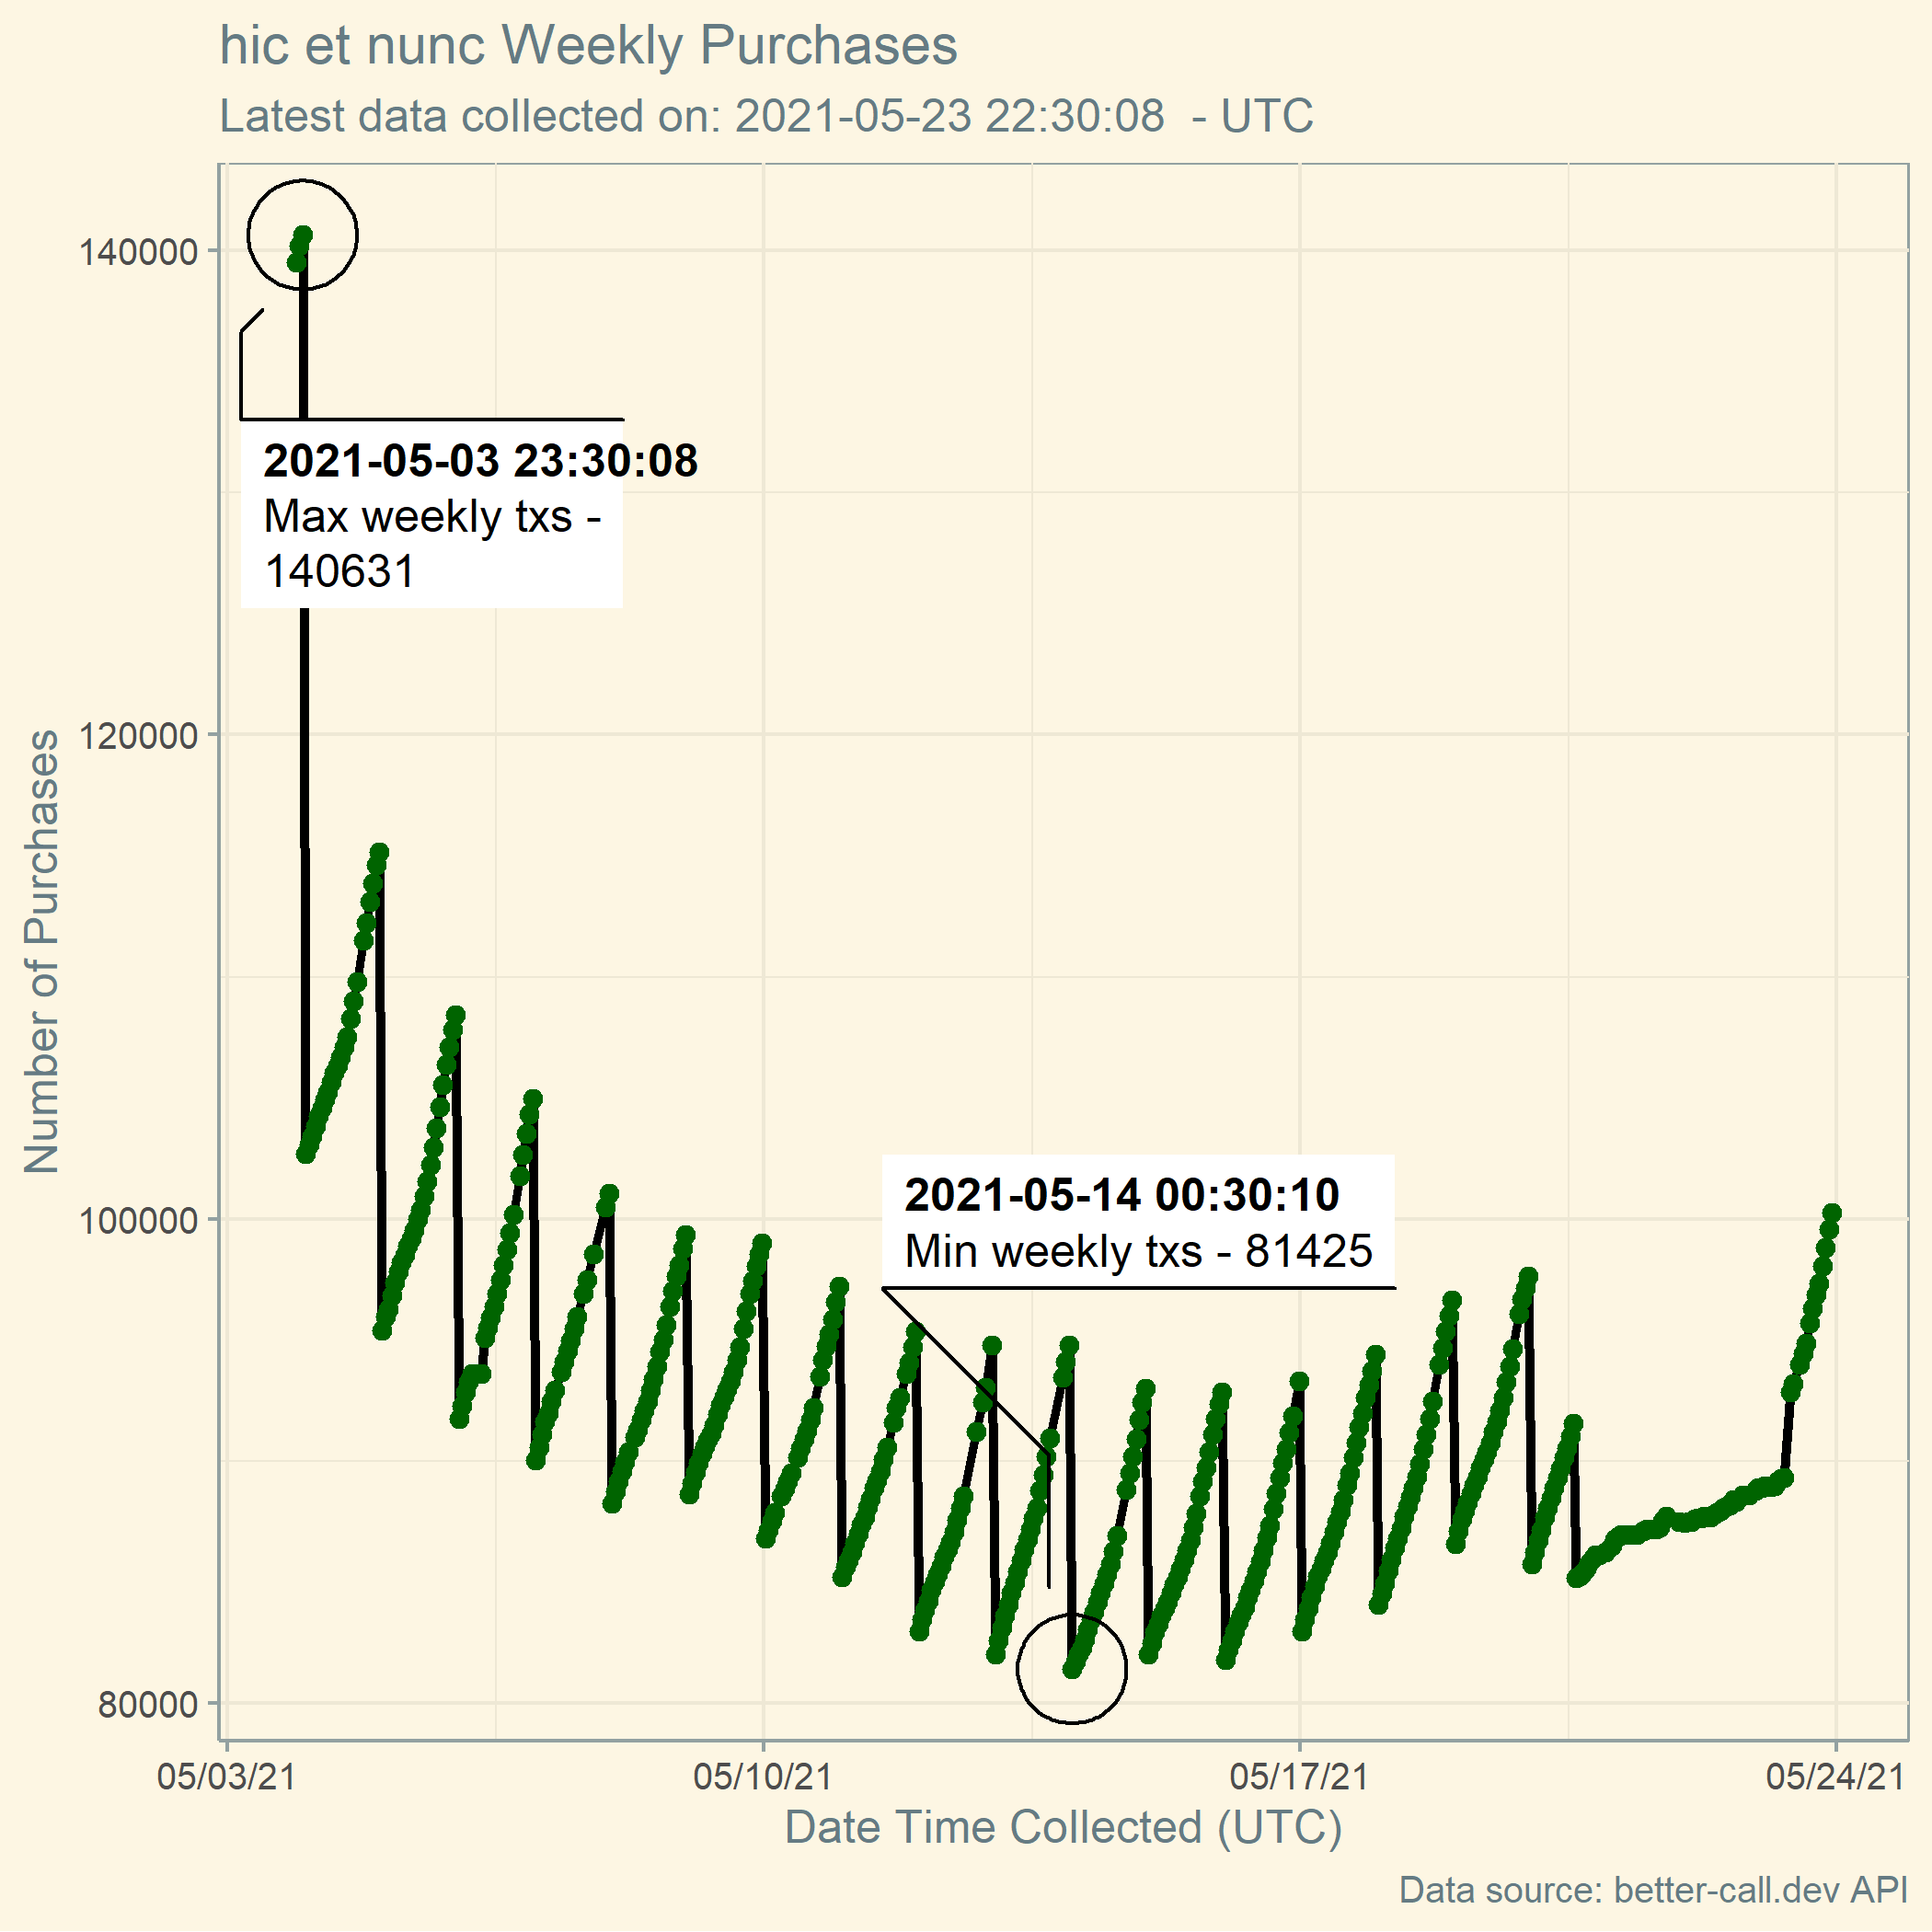 hic et nunc Weekly Purchases
Latest data collected on: 2021-05-23 22:30:08  - UTC
Number of Purchases
140000
120000
100000
80000
2021-05-03 23:30:08
Max weekly txs -
140631
2021-05-14 00:30:10
Min weekly txs - 81425
05/03/21
05/10/21
05/17/21
05/24/21
Date Time Collected (UTC)
Data source: better-call.dev API